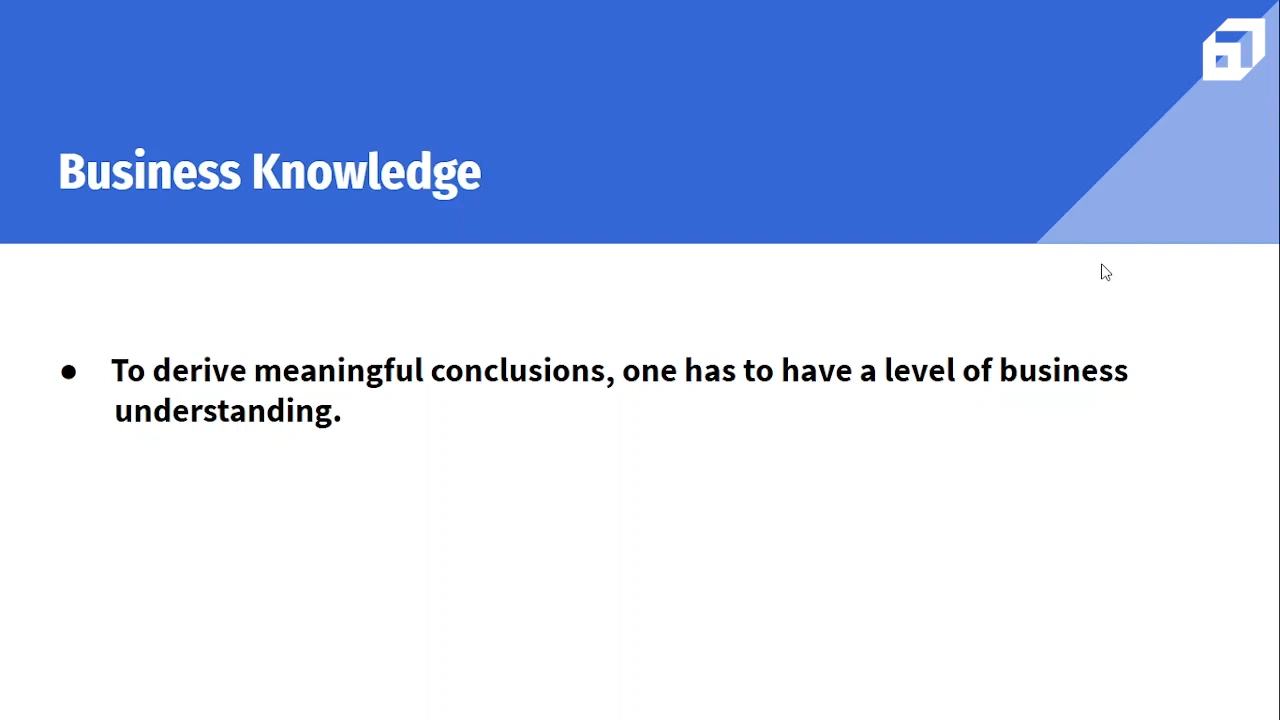 Business Knowledge
● To derive meaningful conclusions, one has to have a level of business
understanding.